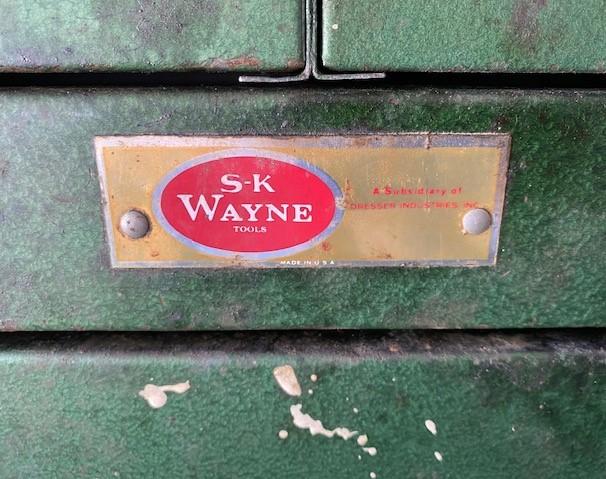 S-K
WAYNE
TOOLS
A Subsidiary of
DRESSER INDUSTRIES, INC.
MADE IN U S A